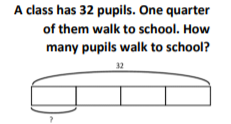 A class has 32 pupils. One quarter
of them walk to school. How
many pupils walk to school?
32
?